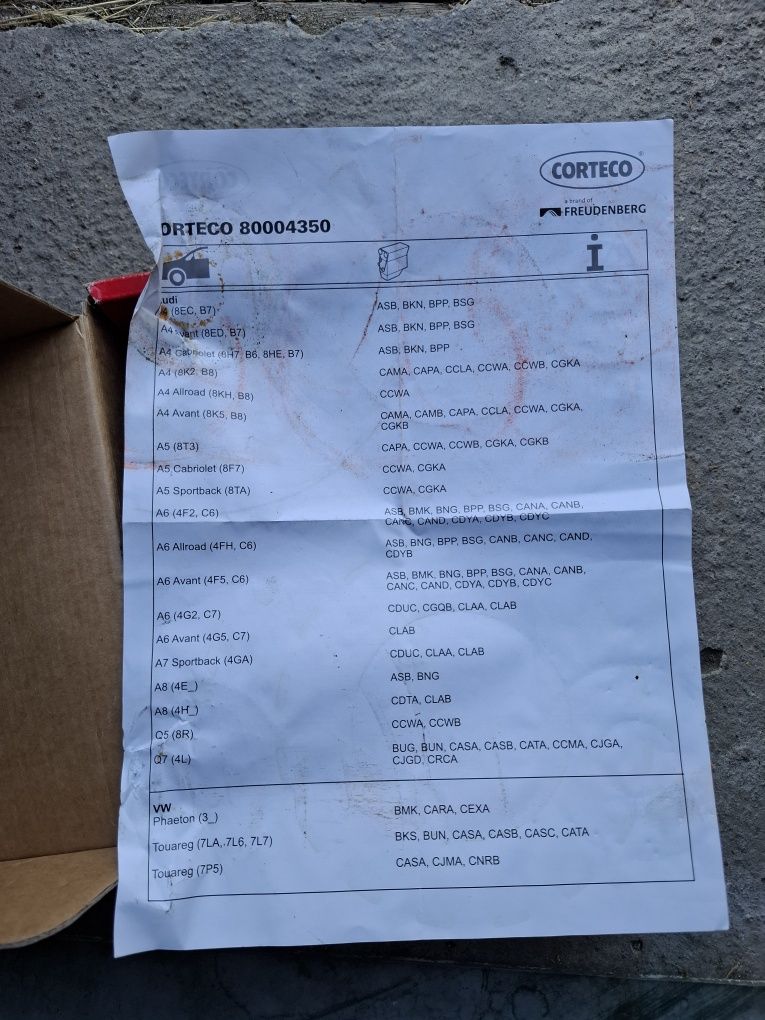 CORTECO
a brand of
FREUDENBERG
ORTECO 80004350
i
udi
A4 (8EC, B7) ASB, BKN, BPP, BSG
A4 Avant (8ED, B7) ASB, BKN, BPP, BSG
A4 Cabriolet (8H7, B6, 8HE, B7) ASB, BKN, BPP
A4 (8K2, B8) CAMA, CAPA, CCLA, CCWA, CCWB, CGKA
A4 Allroad (8KH, B8) CCWA
A4 Avant (8K5, B8) CAMA, CAMB, CAPA, CCLA, CCWA, CGKA,
CGKB
A5 (8T3) CAPA, CCWA, CCWB, CGKA, CGKB
A5 Cabriolet (8F7) CCWA, CGKA
A5 Sportback (8TA) CCWA, CGKA
A6 (4F2, C6) ASB, BMK, BNG, BPP, BSG, CANA, CANB,
CANC, CAND, CDYA, CDYB, CDYC
A6 Allroad (4FH, C6) ASB, BNG, BPP, BSG, CANB, CANC, CAND,
CDYB
A6 Avant (4F5, C6) ASB, BMK, BNG, BPP, BSG, CANA, CANB,
CANC, CAND, CDYA, CDYB, CDYC
A6 (4G2, C7) CDUC, CGQB, CLAA, CLAB
A6 Avant (4G5, C7) CLAB
A7 Sportback (4GA) CDUC, CLAA, CLAB
A8 (4E_) ASB, BNG
A8 (4H_) CDTA, CLAB
Q5 (8R) CCWA, CCWB
Q7 (4L) BUG, BUN, CASA, CASB, CATA, CCMA, CJGA,
CJGD, CRCA
VW
Phaeton (3_) BMK, CARA, CEXA
Touareg (7LA, 7L6, 7L7) BKS, BUN, CASA, CASB, CASC, CATA
Touareg (7P5) CASA, CJMA, CNRB